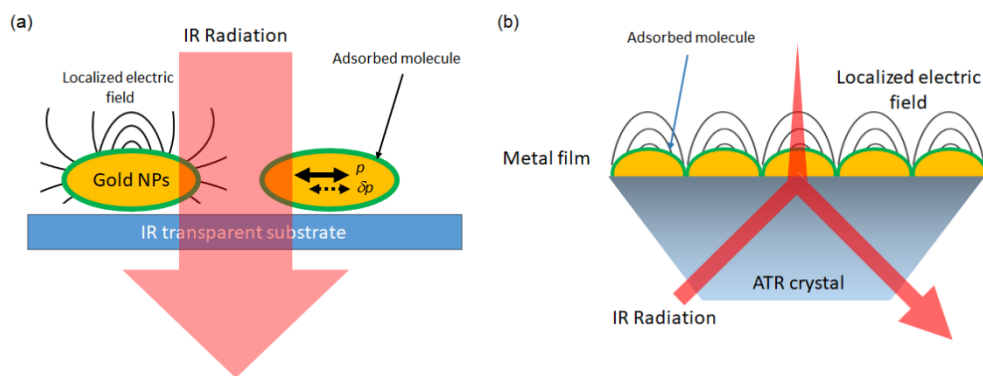 (a)
IR Radiation
Adsorbed molecule
Localized electric
field
Gold NPs
p
δp
IR transparent substrate
(b)
Adsorbed molecule
Localized electric
field
Metal film
ATR crystal
IR Radiation